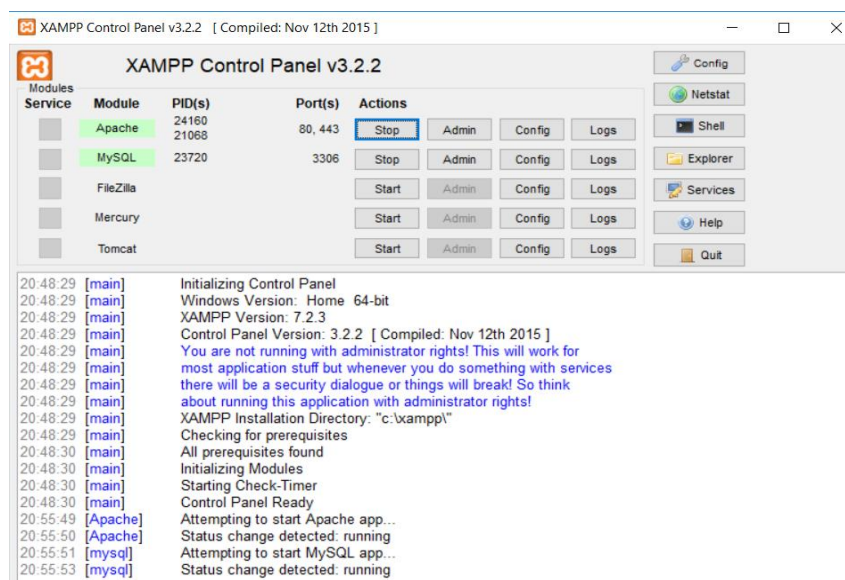 XAMPP Control Panel v3.2.2 [ Compiled: Nov 12th 2015 ]
XAMPP Control Panel v3.2.2
Config
Modules
Service Module PID(s) Port(s) Actions
Netstat
Apache 24160 21068 80, 443 Stop Admin Config Logs
Shell
MySQL 23720 3306 Stop Admin Config Logs
Explorer
FileZilla Start Admin Config Logs
Services
Mercury Start Admin Config Logs
Help
Tomcat Start Admin Config Logs
Quit
20:48:29 [main] Initializing Control Panel
20:48:29 [main] Windows Version: Home 64-bit
20:48:29 [main] XAMPP Version: 7.2.3
20:48:29 [main] Control Panel Version: 3.2.2 [ Compiled: Nov 12th 2015 ]
20:48:29 [main] You are not running with administrator rights! This will work for
20:48:29 [main] most application stuff but whenever you do something with services
20:48:29 [main] there will be a security dialogue or things will break! So think
20:48:29 [main] about running this application with administrator rights!
20:48:29 [main] XAMPP Installation Directory: "c:\xampp\"
20:48:29 [main] Checking for prerequisites
20:48:30 [main] All prerequisites found
20:48:30 [main] Initializing Modules
20:48:30 [main] Starting Check-Timer
20:48:30 [main] Control Panel Ready
20:55:49 [Apache] Attempting to start Apache app...
20:55:50 [Apache] Status change detected: running
20:55:51 [mysql] Attempting to start MySQL app...
20:55:53 [mysql] Status change detected: running